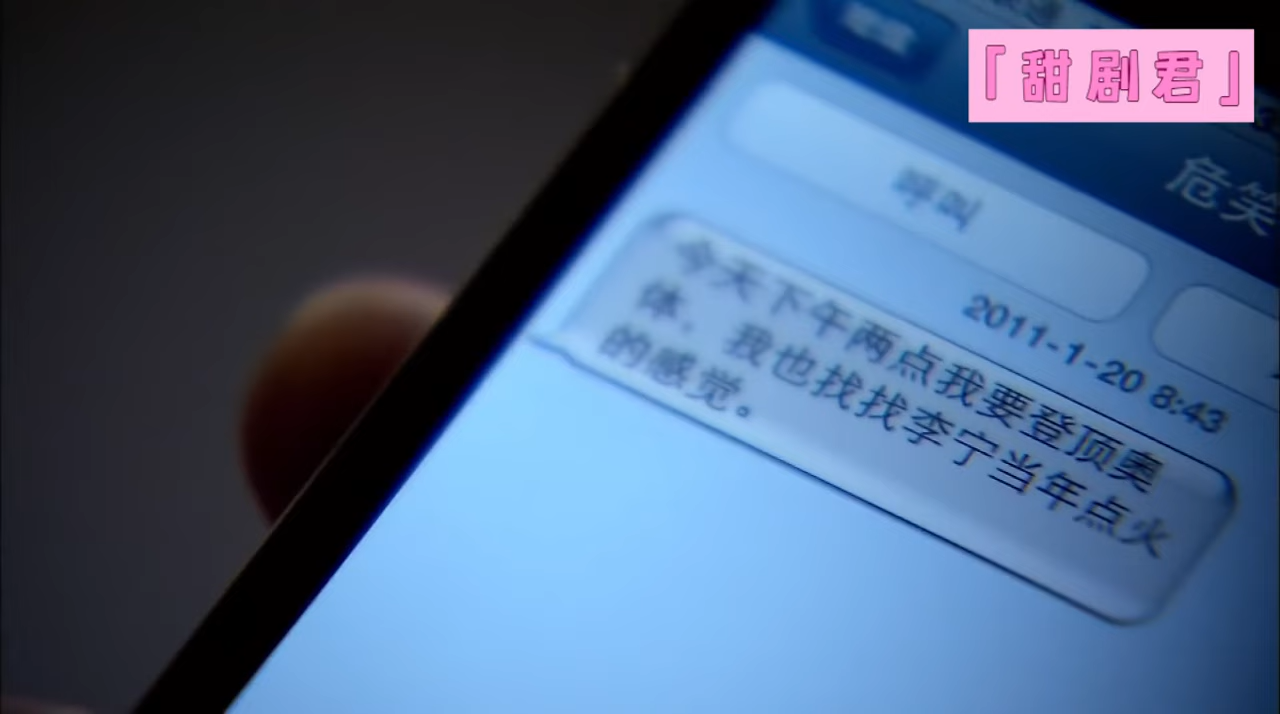 「甜剧君」
危笑
呼叫
2011-1-20 8:43
今天下午两点我要登顶奥
体，我也找找李宁当年点火
的感觉。